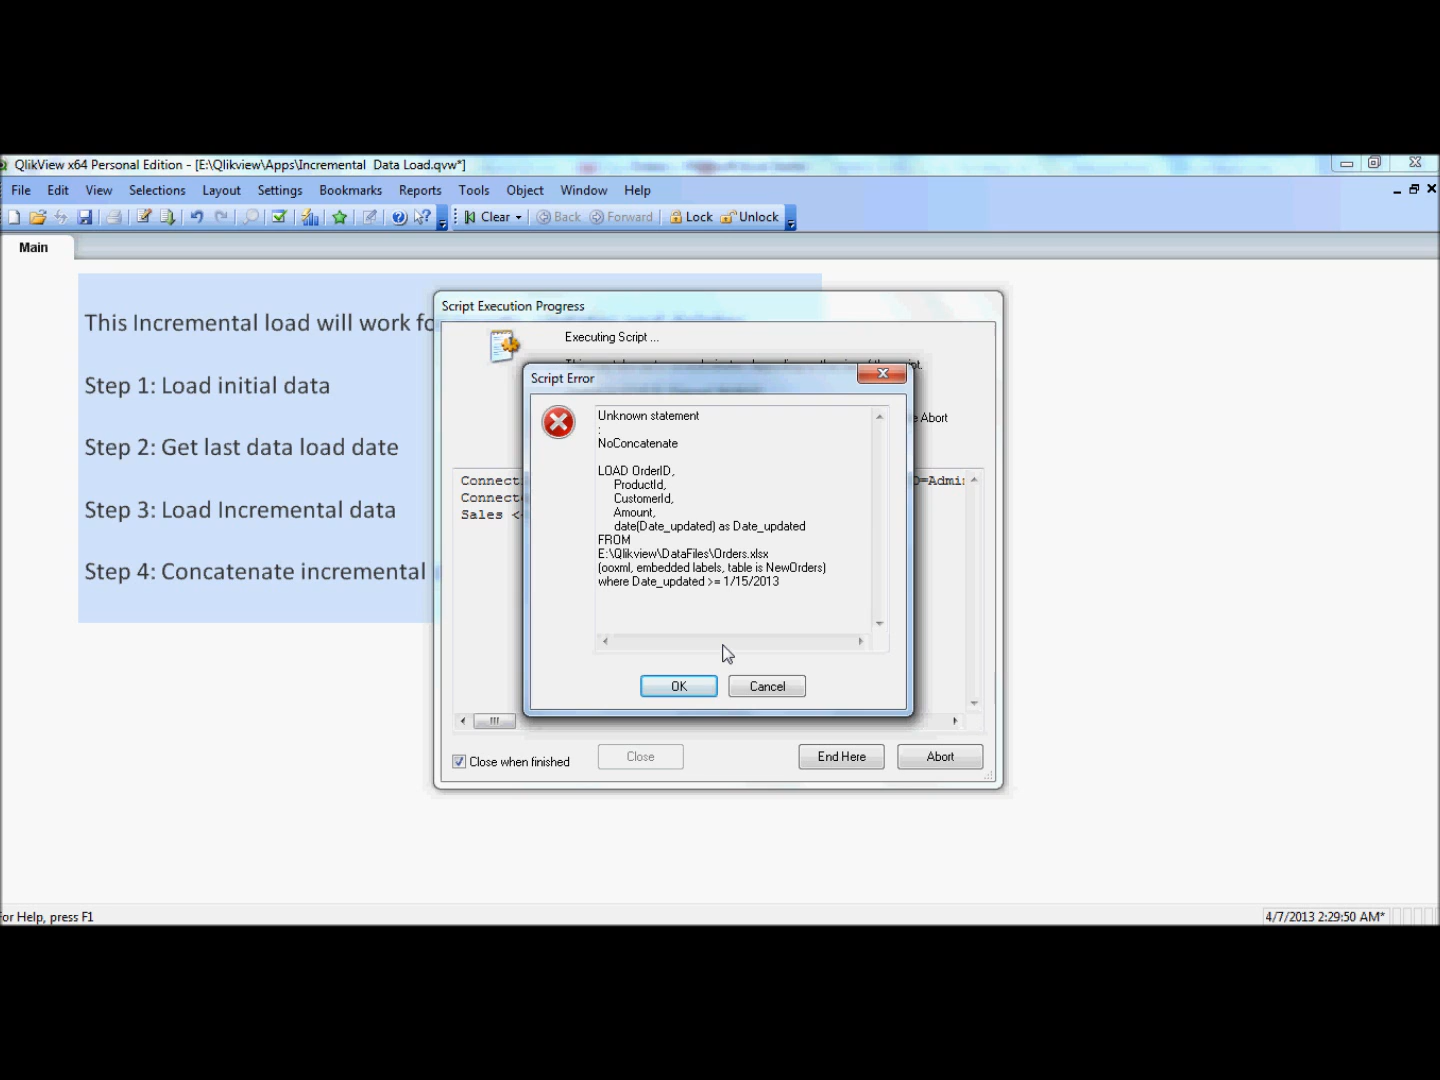 QlikView x64 Personal Edition - [E:\Qlikview\Apps\Incremental  Data Load.qvw*]
File Edit View Selections Layout Settings Bookmarks Reports Tools Object Window Help
Clear Back Forward Lock Unlock
Main
This Incremental load will work fo
Step 1: Load initial data
Step 2: Get last data load date
Step 3: Load Incremental data
Step 4: Concatenate incremental
Script Execution Progress
Executing Script ...
Abort
Connect
Connect
Sales <
D=Admi
Script Error
Unknown statement
:
NoConcatenate
LOAD OrderID,
ProductId,
CustomerId,
Amount,
date(Date_updated) as Date_updated
FROM
E:\Qlikview\DataFiles\Orders.xlsx
(ooxml, embedded labels, table is NewOrders)
where Date_updated >= 1/15/2013
OK Cancel
Close when finished Close End Here Abort
or Help, press F1
4/7/2013 2:29:50 AM*